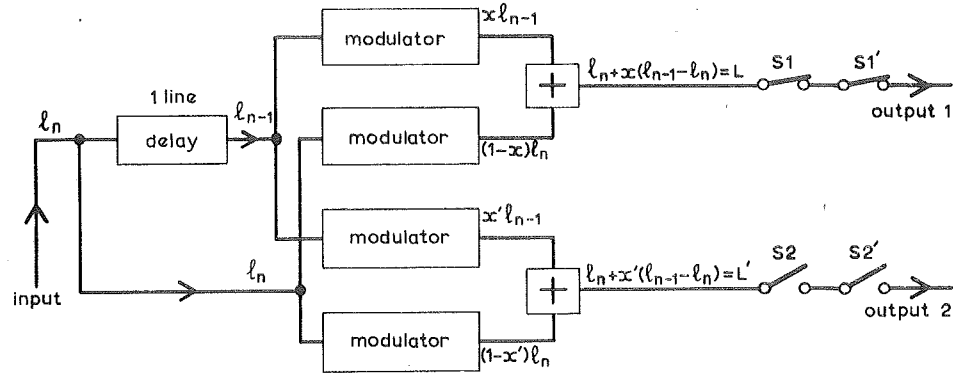 xℓₙ₋₁
modulator
S1 S1'
ℓₙ+x(ℓₙ₋₁-ℓₙ)=L
1 line
+
output 1
ℓₙ
ℓₙ₋₁
delay
modulator
(1-x)ℓₙ
x'ℓₙ₋₁
modulator
S2 S2'
ℓₙ
ℓₙ+x'(ℓₙ₋₁-ℓₙ)=L'
input
+
output 2
modulator
(1-x')ℓₙ